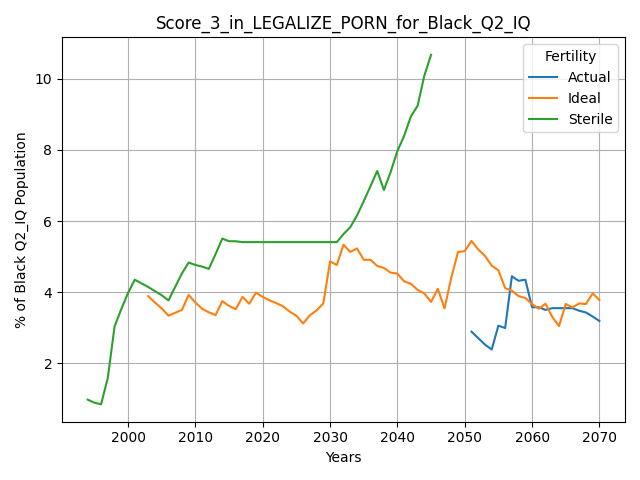 Score_3_in_LEGALIZE_PORN_for_Black_Q2_IQ
% of Black Q2_IQ Population
10
8
6
4
2
Fertility
Actual
Ideal
Sterile
2000 2010 2020 2030 2040 2050 2060 2070
Years